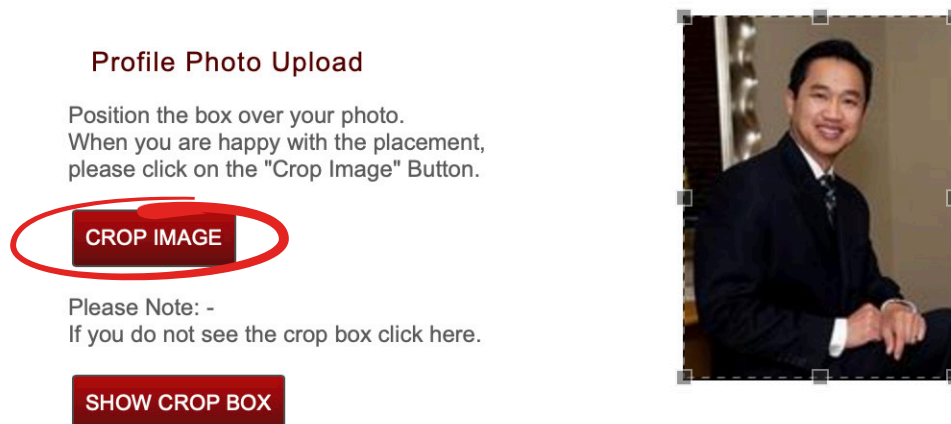 Profile Photo Upload
Position the box over your photo.
When you are happy with the placement,
please click on the "Crop Image" Button.
CROP IMAGE
Please Note: -
If you do not see the crop box click here.
SHOW CROP BOX